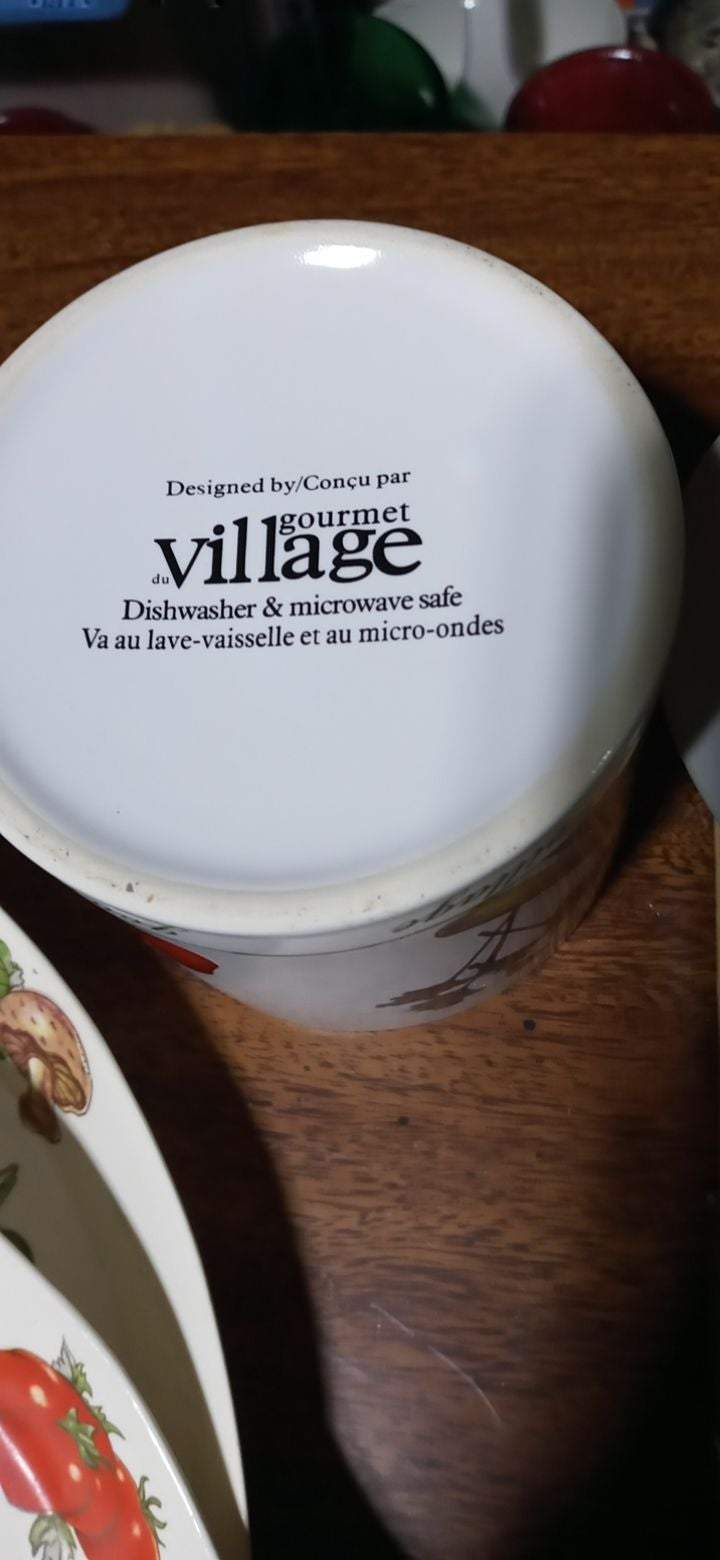 Designed by/Conçu par
gourmet
du village
Dishwasher & microwave safe
Va au lave-vaisselle et au micro-ondes